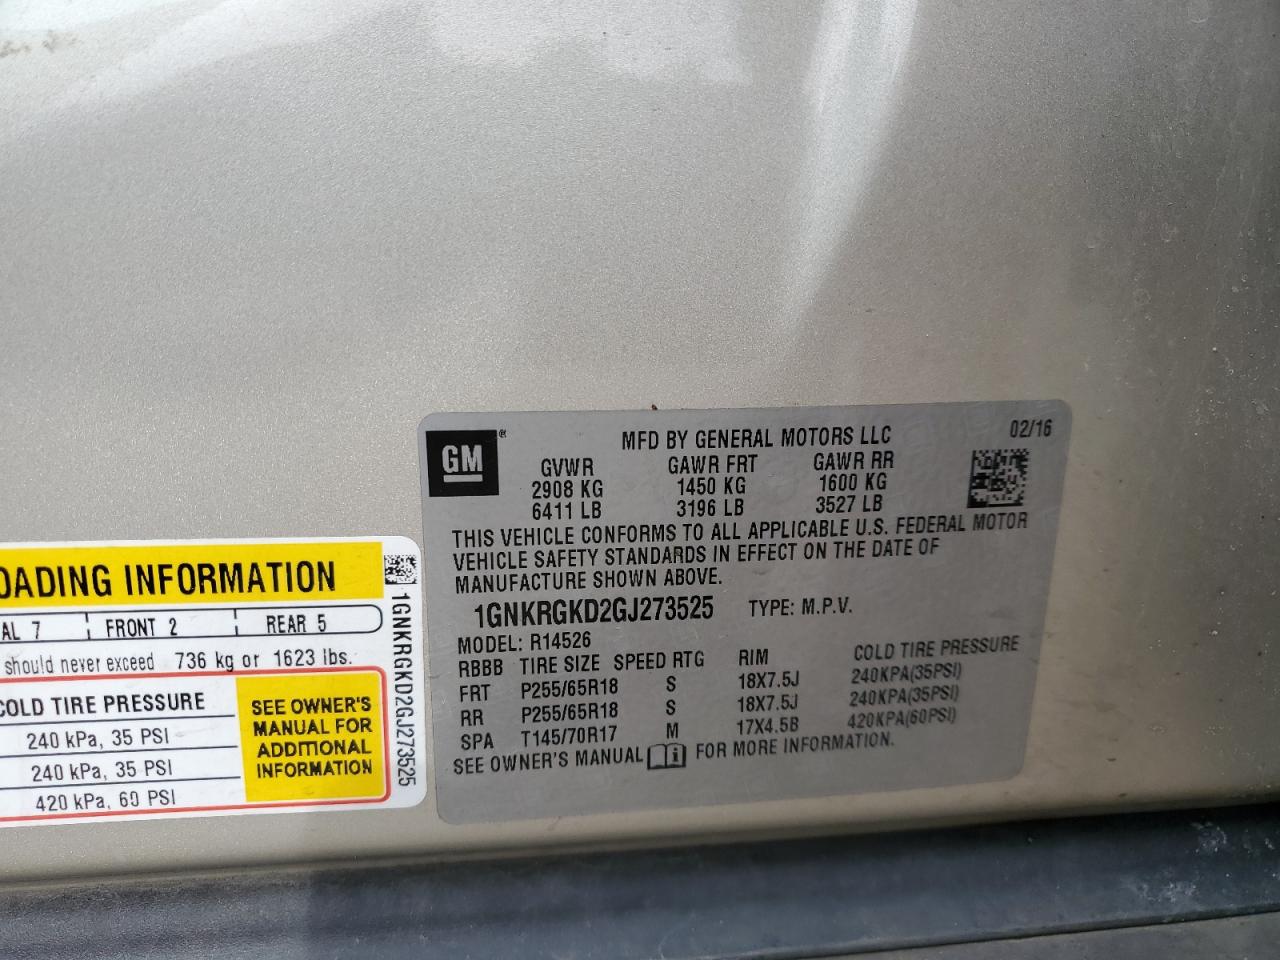 GM ®
MFD BY GENERAL MOTORS LLC 02/16
GVWR GAWR FRT GAWR RR
2908 KG 1450 KG 1600 KG
6411 LB 3196 LB 3527 LB
THIS VEHICLE CONFORMS TO ALL APPLICABLE U.S. FEDERAL MOTOR
VEHICLE SAFETY STANDARDS IN EFFECT ON THE DATE OF
MANUFACTURE SHOWN ABOVE.
1GNKRGKD2GJ273525 TYPE: M.P.V.
MODEL: R14526
RBBB TIRE SIZE SPEED RTG RIM COLD TIRE PRESSURE
FRT P255/65R18 S 18X7.5J 240KPA(35PSI)
RR P255/65R18 S 18X7.5J 240KPA(35PSI)
SPA T145/70R17 M 17X4.5B 420KPA(60PSI)
SEE OWNER'S MANUAL FOR MORE INFORMATION.
OADING INFORMATION
AL 7 FRONT 2 REAR 5
should never exceed 736 kg or 1623 lbs.
COLD TIRE PRESSURE
240 kPa, 35 PSI
240 kPa, 35 PSI
420 kPa, 60 PSI
SEE OWNER'S
MANUAL FOR
ADDITIONAL
INFORMATION
1GNKRGKD2GJ273525